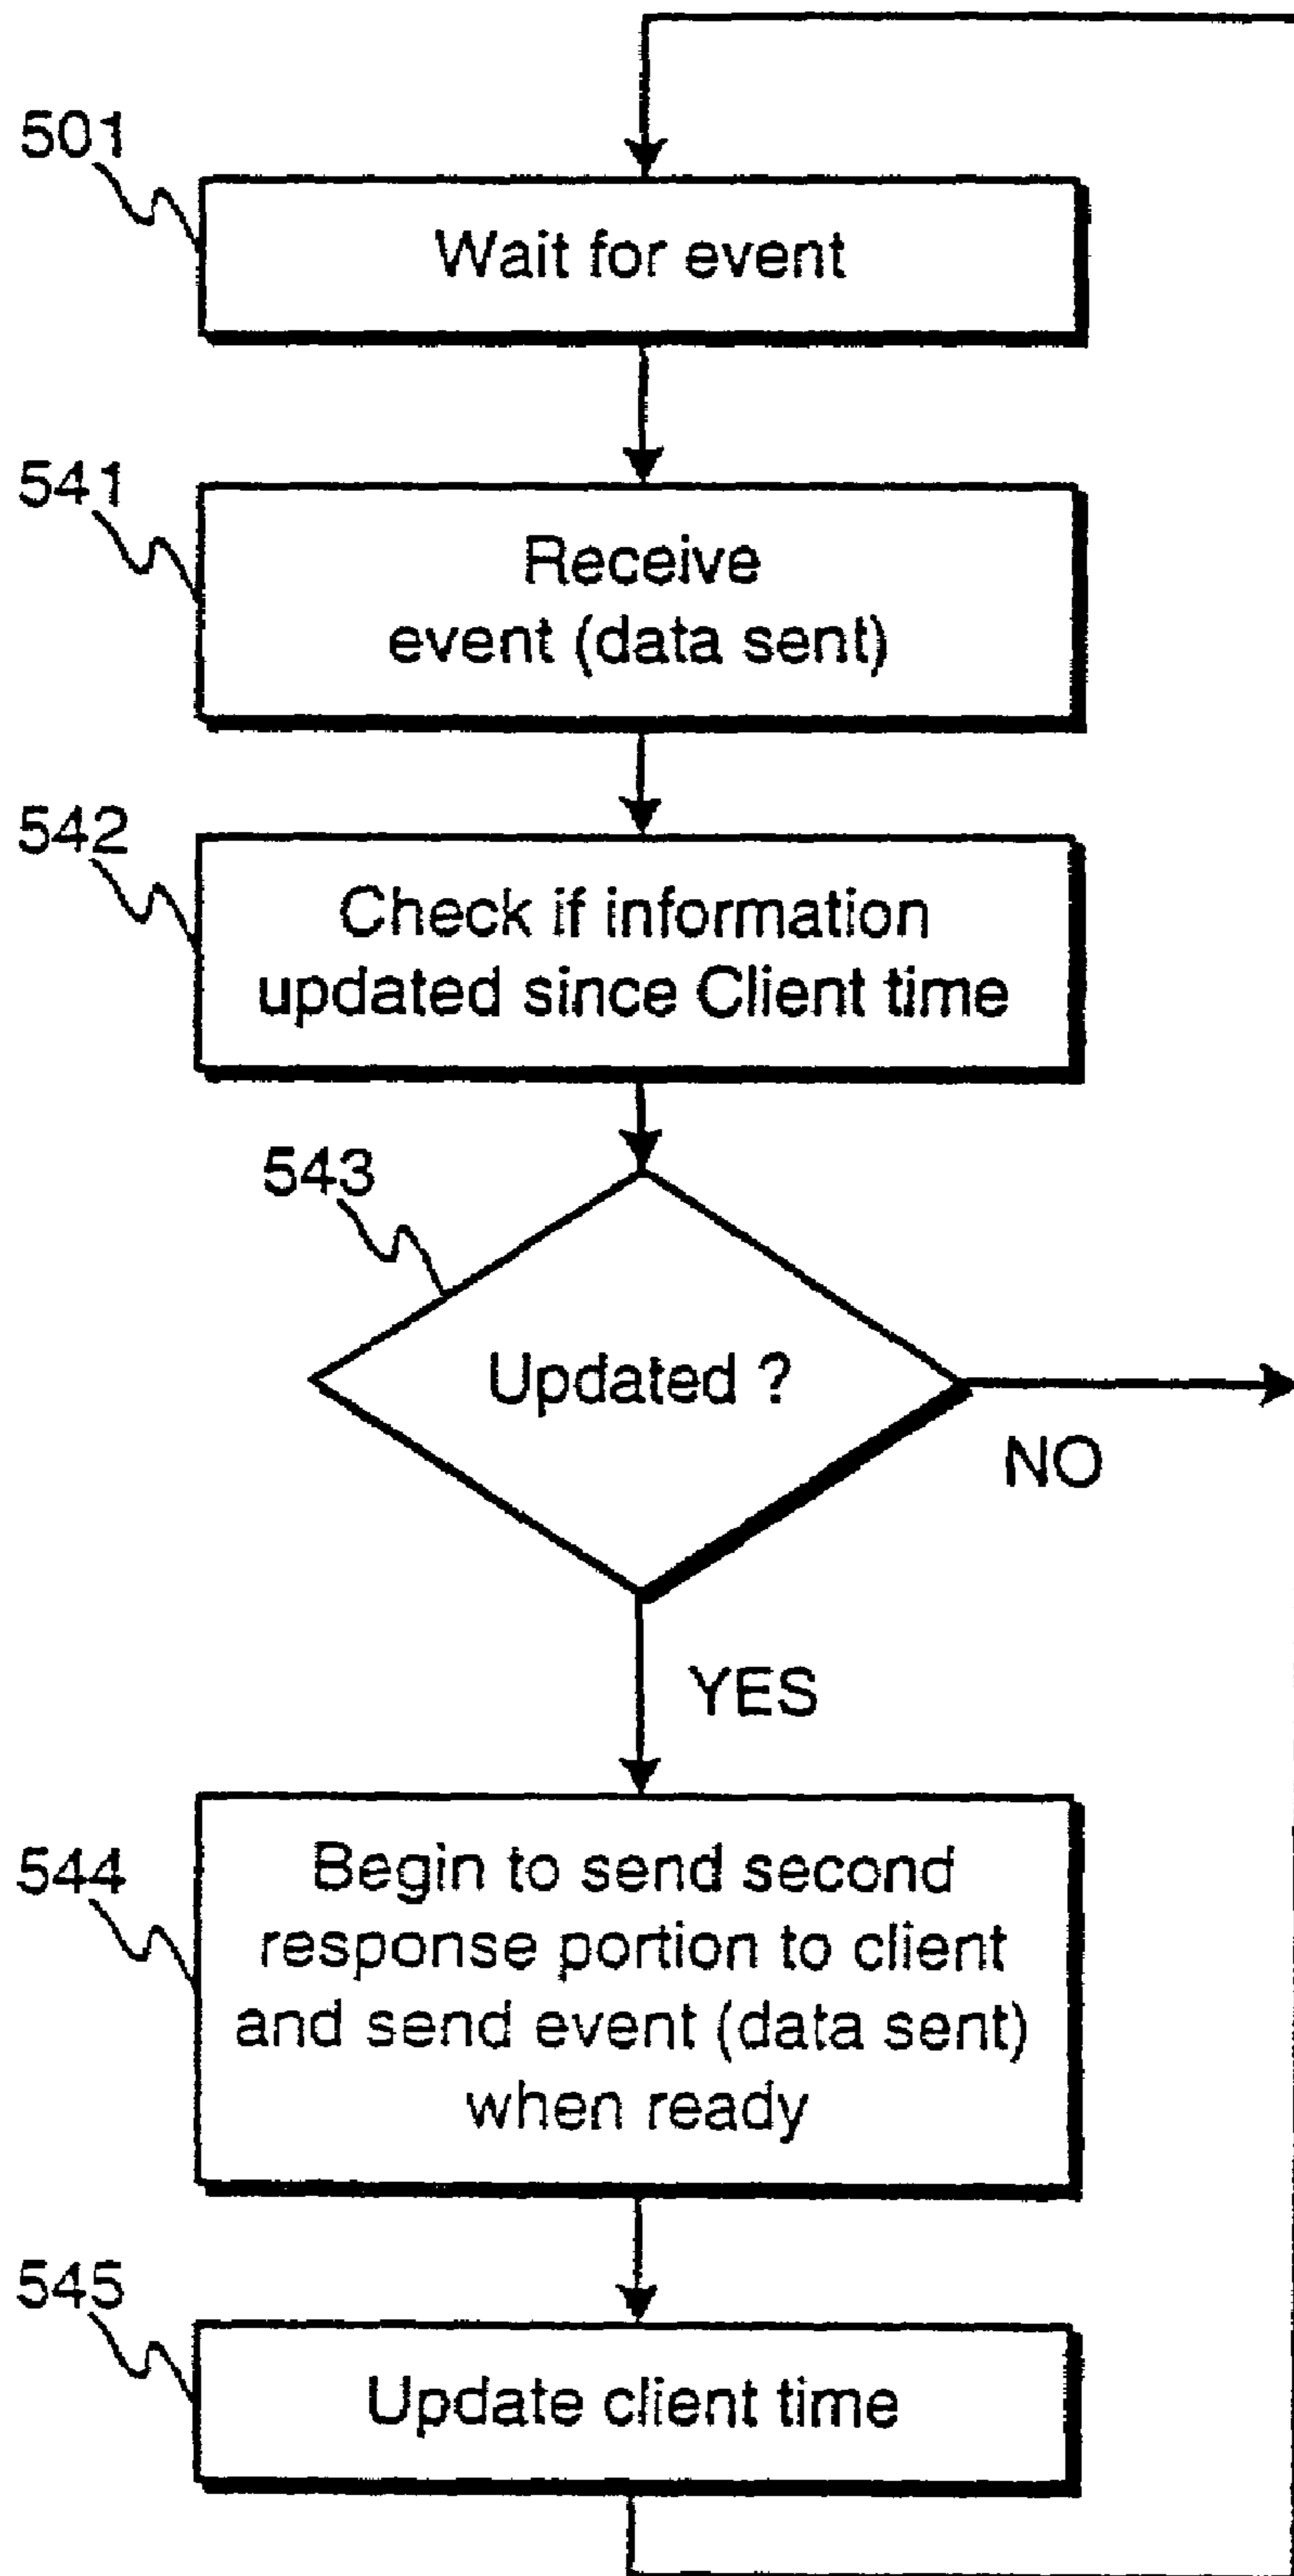 501
Wait for event
541
Receive
event (data sent)
542
Check if information
updated since Client time
543
Updated ?
NO
YES
544
Begin to send second
response portion to client
and send event (data sent)
when ready
545
Update client time